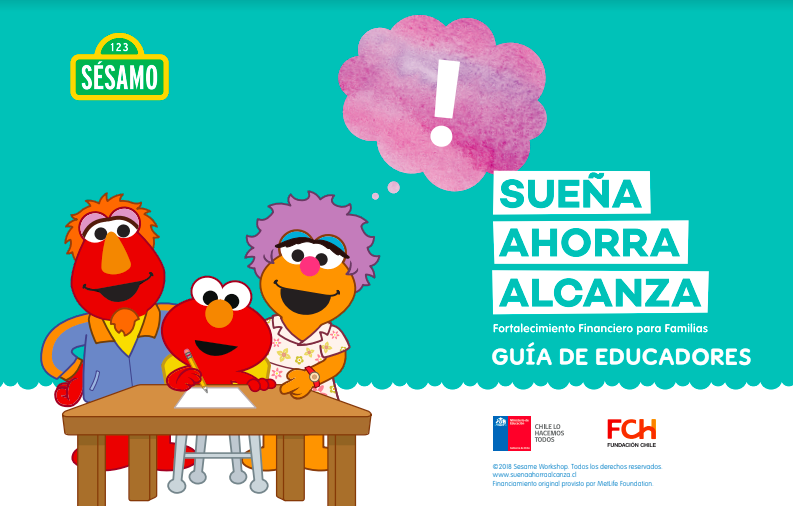 123
SÉSAMO
!
SUEÑA
AHORRA
ALCANZA
Fortalecimiento Financiero para Familias
GUÍA DE EDUCADORES
CHILE LO
HACEMOS
TODOS
FCH
FUNDACIÓN CHILE
©2018 Sesame Workshop. Todos los derechos reservados.
www.suenaahorraalcanza.cl
Financiamiento original provisto por MetLife Foundation.